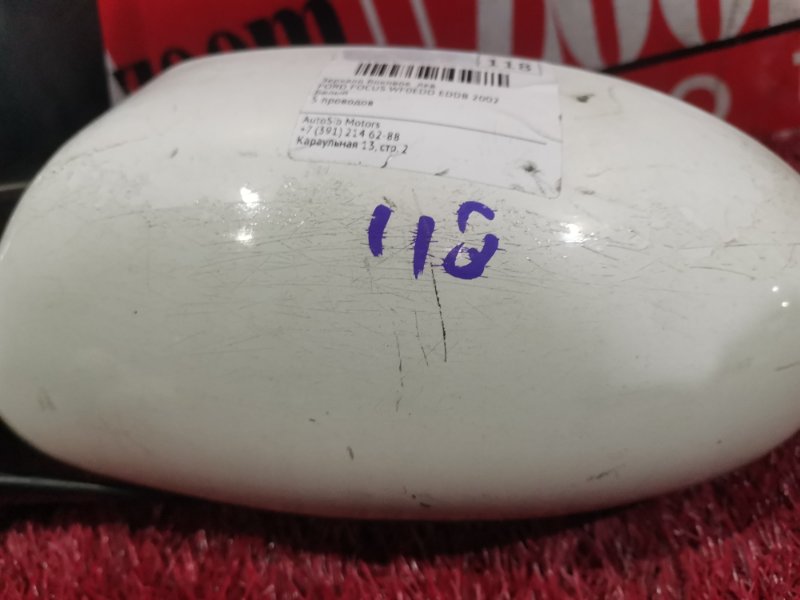 118
Зеркало боковое, лев.
FORD FOCUS WF0EDD EDDB 2002
Белый
5 проводов
AutoSib Motors
+7 (391) 214 62-88
Караульная 13, стр. 2
118